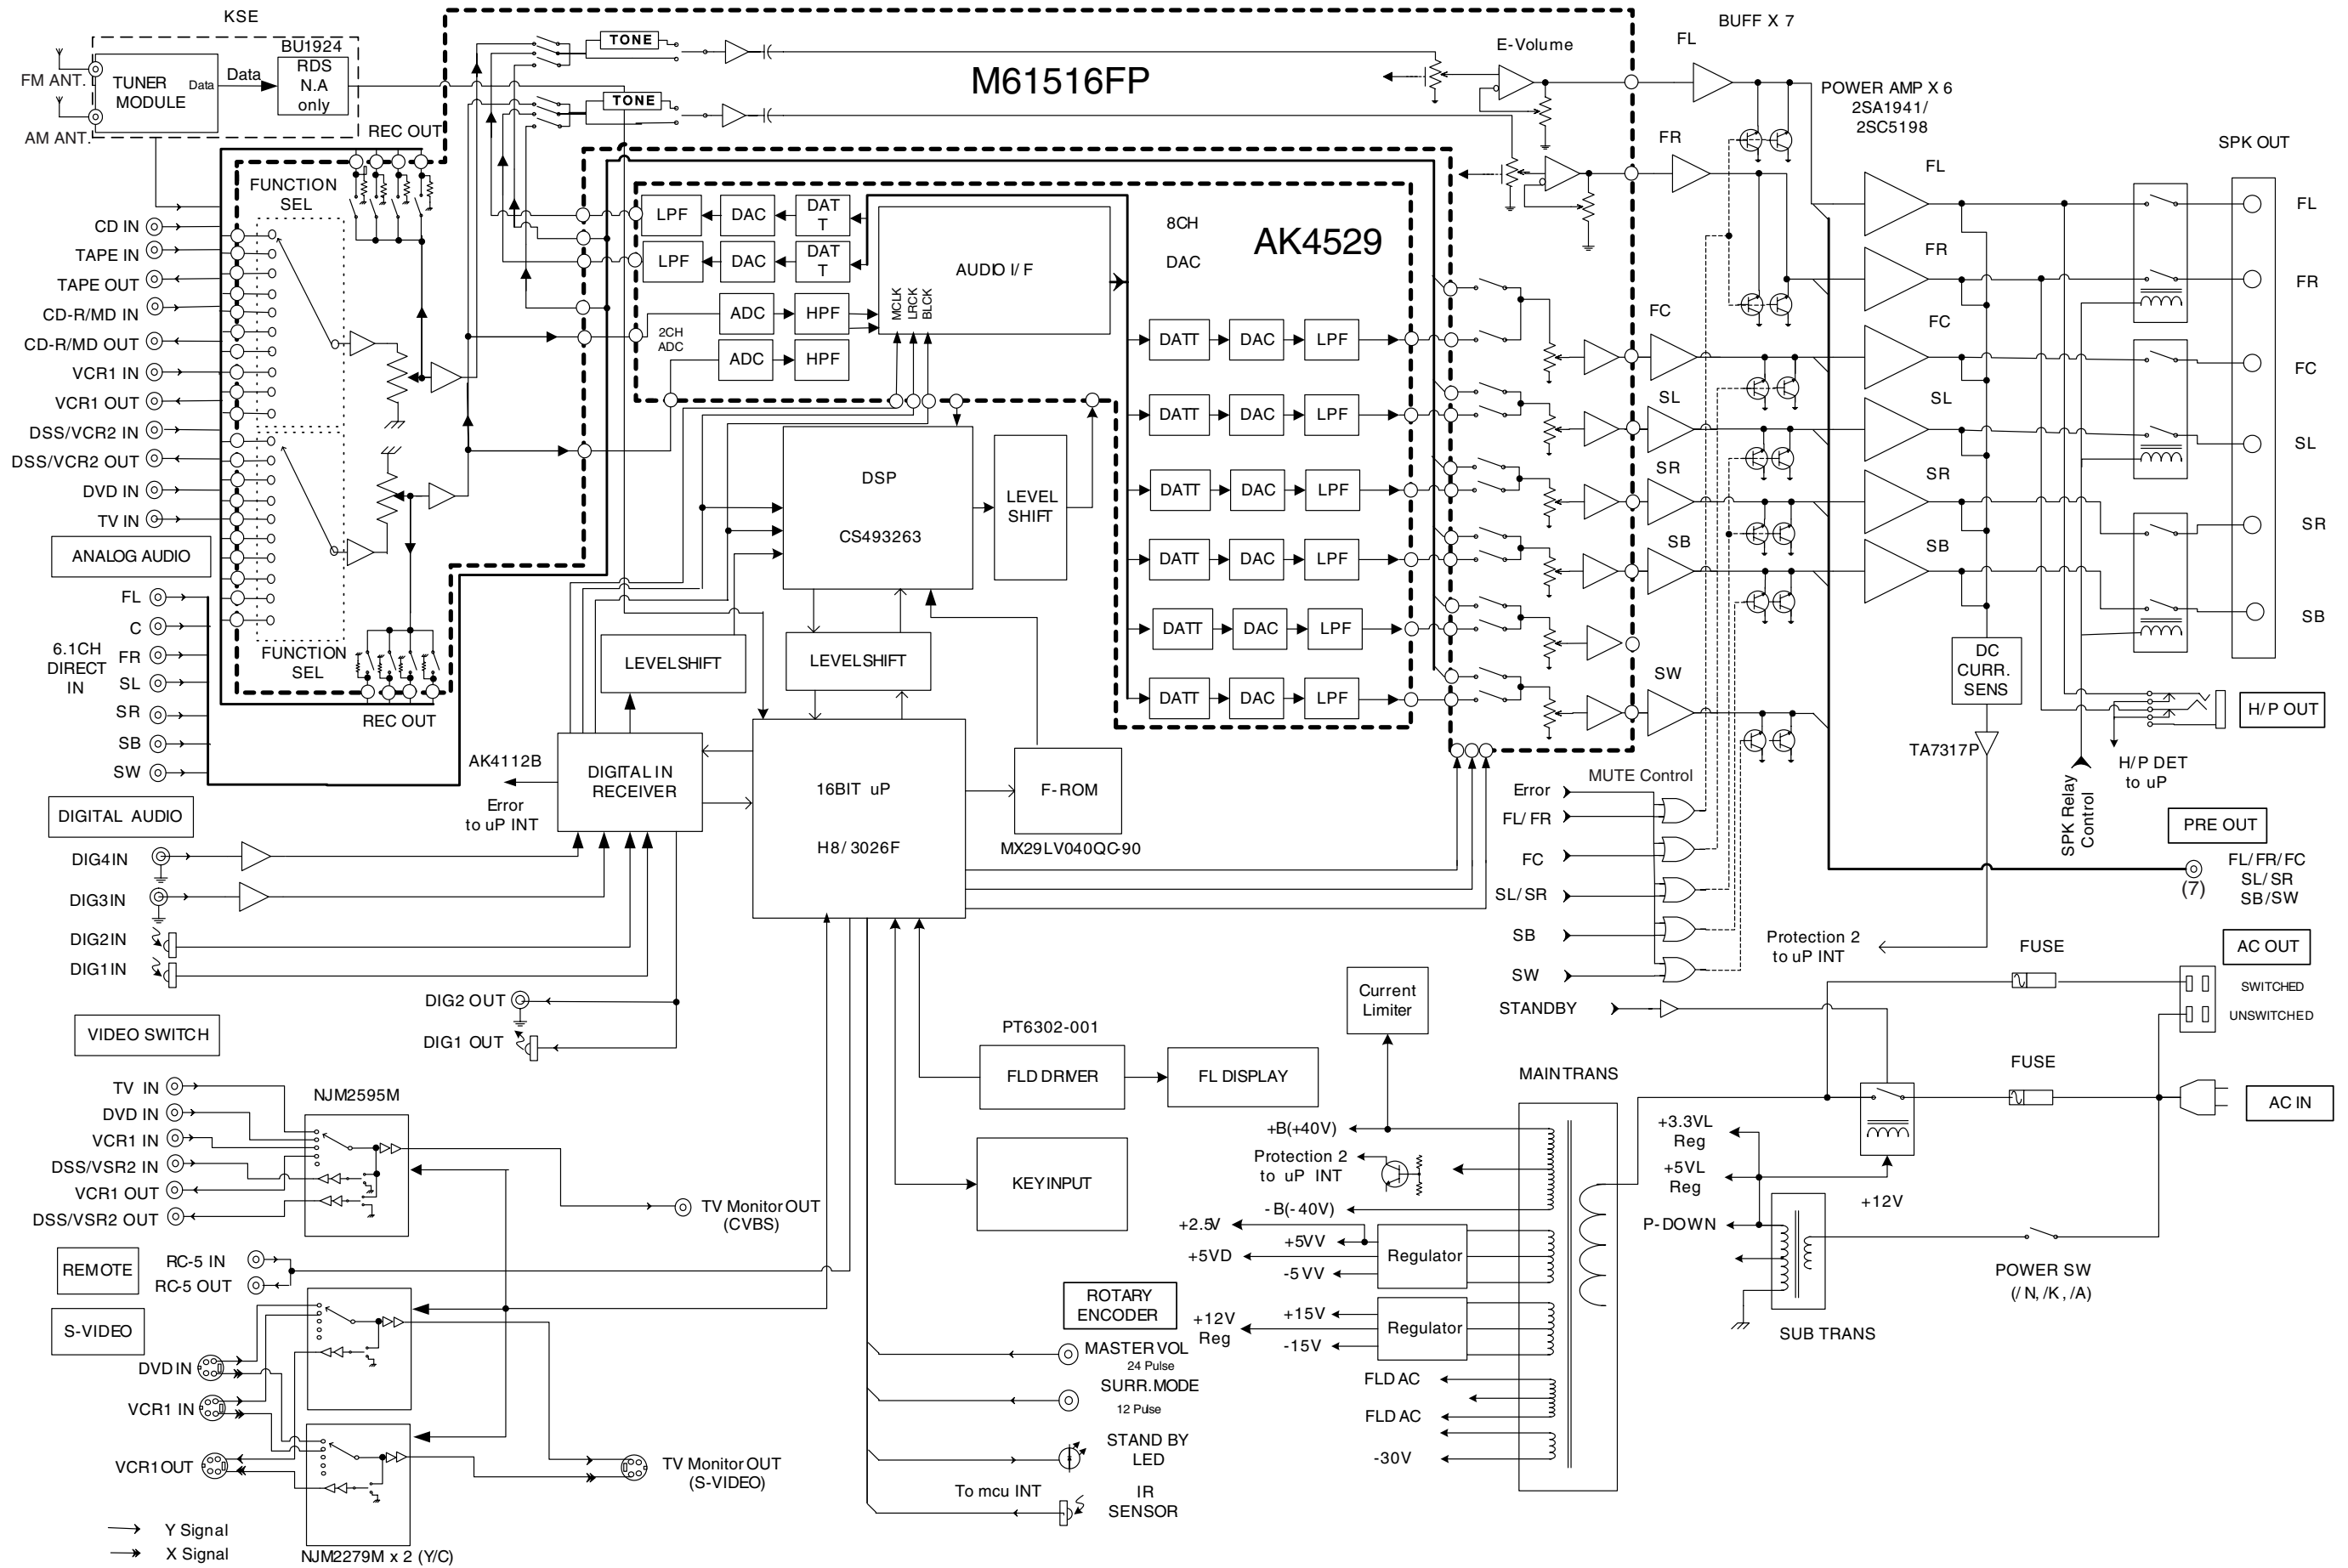 KSE
BU1924
RDS
N.A
only
FM ANT.
TUNER
MODULE
Data
Data
AM ANT.
REC OUT
TONE
TONE
M61516FP
E-Volume
BUFF X 7
FL
FR
POWER AMP X 6
2SA1941/
2SC5198
SPK OUT
FUNCTION
SEL
CD IN
TAPE IN
TAPE OUT
CD-R/MD IN
CD-R/MD OUT
VCR1 IN
VCR1 OUT
DSS/VCR2 IN
DSS/VCR2 OUT
DVD IN
TV IN
ANALOG AUDIO
FUNCTION
SEL
REC OUT
FL
C
6.1CH
DIRECT
IN
FR
SL
SR
SB
SW
LPF
DAC
DAT
T
LPF
DAC
DAT
T
AUDIO I/F
MCLK
LRCK
BLCK
2CH
ADC
ADC
HPF
ADC
HPF
8CH
DAC
AK4529
DATT
DAC
LPF
DATT
DAC
LPF
DATT
DAC
LPF
DATT
DAC
LPF
DATT
DAC
LPF
DATT
DAC
LPF
DSP
CS493263
LEVEL
SHIFT
LEVELSHIFT
LEVELSHIFT
FC
SL
SR
SB
SW
FL
FR
FC
SL
SR
SB
FL
FR
FC
SL
SR
SB
DC
CURR.
SENS
TA7317P
H/P OUT
H/P DET
to uP
SPK Relay
Control
PRE OUT
FL/FR/FC
SL/SR
SB/SW
(7)
DIGITAL AUDIO
DIG4IN
DIG3IN
DIG2IN
DIG1IN
AK4112B
Error
to uP INT
DIGITAL IN
RECEIVER
16BIT uP
H8/3026F
F-ROM
MX29LV040QC-90
DIG2 OUT
DIG1 OUT
MUTE Control
Error
FL/FR
FC
SL/SR
SB
SW
STANDBY
Protection 2
to uP INT
FUSE
AC OUT
SWITCHED
UNSWITCHED
FUSE
AC IN
VIDEO SWITCH
TV IN
DVD IN
VCR1 IN
DSS/VSR2 IN
VCR1 OUT
DSS/VSR2 OUT
NJM2595M
TV Monitor OUT
(CVBS)
PT6302-001
FLD DRIVER
FL DISPLAY
KEYINPUT
Current
Limiter
MAINTRANS
+B(+40V)
Protection 2
to uP INT
-B(-40V)
+2.5V
+5VV
+5VD
-5VV
Regulator
+15V
+12V
Reg
-15V
Regulator
FLD AC
FLD AC
-30V
+3.3VL
Reg
+5VL
Reg
P-DOWN
+12V
SUB TRANS
POWER SW
(/N, /K, /A)
REMOTE
RC-5 IN
RC-5 OUT
S-VIDEO
DVDIN
VCR1 IN
VCR1OUT
TV Monitor OUT
(S-VIDEO)
NJM2279M x 2 (Y/C)
Y Signal
X Signal
ROTARY
ENCODER
MASTERVOL
24 Pulse
SURR.MODE
12 Pulse
STAND BY
LED
To mcu INT
IR
SENSOR